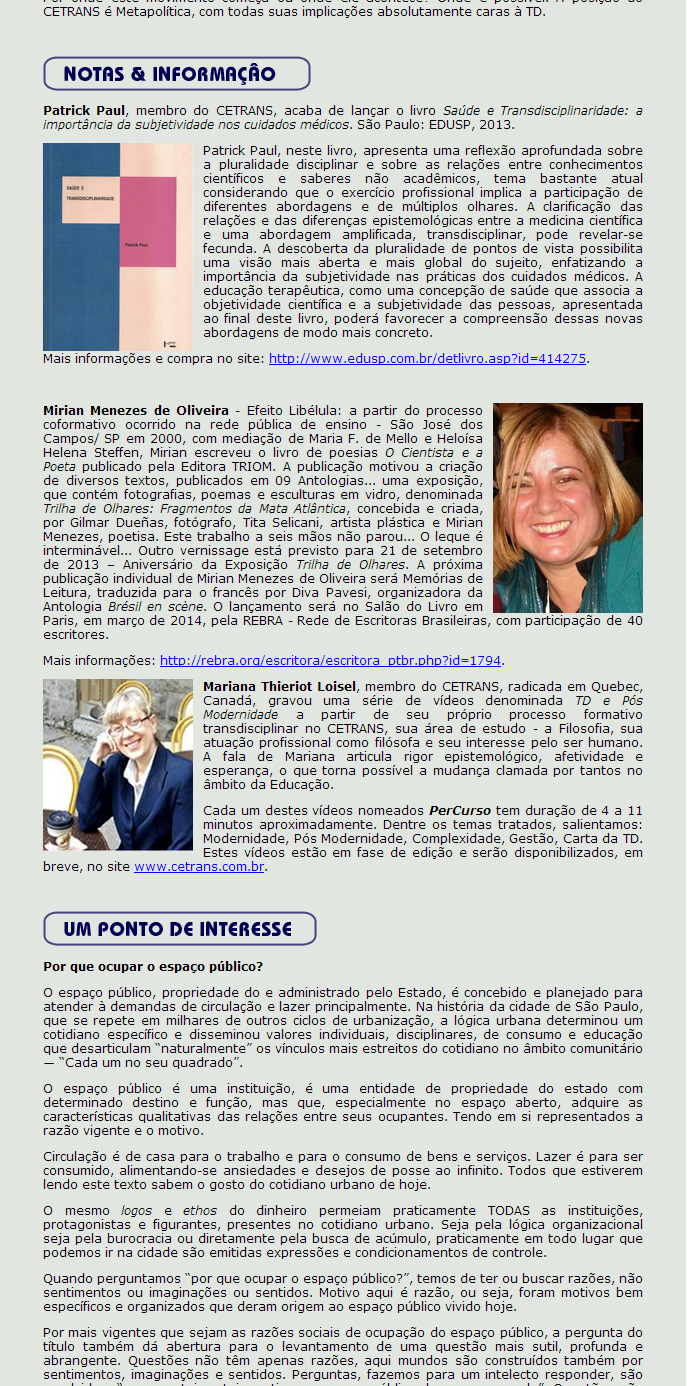 CETRANS é Metapolítica, com todas suas implicações absolutamente caras à TD.
NOTAS & INFORMAÇÂO
Patrick Paul, membro do CETRANS, acaba de lançar o livro Saúde e Transdisciplinaridade: a
importância da subjetividade nos cuidados médicos. São Paulo: EDUSP, 2013.
SAÚDE E
TRANSDISCIPLINARIDADE
Patrick Paul
Patrick Paul, neste livro, apresenta uma reflexão aprofundada sobre
a pluralidade disciplinar e sobre as relações entre conhecimentos
científicos e saberes não acadêmicos, tema bastante atual
considerando que o exercício profissional implica a participação de
diferentes abordagens e de múltiplos olhares. A clarificação das
relações e das diferenças epistemológicas entre a medicina científica
e uma abordagem amplificada, transdisciplinar, pode revelar-se
fecunda. A descoberta da pluralidade de pontos de vista possibilita
uma visão mais aberta e mais global do sujeito, enfatizando a
importância da subjetividade nas práticas dos cuidados médicos. A
educação terapêutica, como uma concepção de saúde que associa a
objetividade científica e a subjetividade das pessoas, apresentada
ao final deste livro, poderá favorecer a compreensão dessas novas
abordagens de modo mais concreto.
Mais informações e compra no site: http://www.edusp.com.br/detlivro.asp?id=414275.
Mirian Menezes de Oliveira - Efeito Libélula: a partir do processo
coformativo ocorrido na rede pública de ensino - São José dos
Campos/ SP em 2000, com mediação de Maria F. de Mello e Heloísa
Helena Steffen, Mirian escreveu o livro de poesias O Cientista e a
Poeta publicado pela Editora TRIOM. A publicação motivou a criação
de diversos textos, publicados em 09 Antologias... uma exposição,
que contém fotografias, poemas e esculturas em vidro, denominada
Trilha de Olhares: Fragmentos da Mata Atlântica, concebida e criada,
por Gilmar Dueñas, fotógrafo, Tita Selicani, artista plástica e Mirian
Menezes, poetisa. Este trabalho a seis mãos não parou... O leque é
interminável... Outro vernissage está previsto para 21 de setembro
de 2013 – Aniversário da Exposição Trilha de Olhares. A próxima
publicação individual de Mirian Menezes de Oliveira será Memórias de
Leitura, traduzida para o francês por Diva Pavesi, organizadora da
Antologia Brésil en scène. O lançamento será no Salão do Livro em
Paris, em março de 2014, pela REBRA - Rede de Escritoras Brasileiras, com participação de 40
escritores.
Mais informações: http://rebra.org/escritora/escritora_ptbr.php?id=1794.
Mariana Thieriot Loisel, membro do CETRANS, radicada em Quebec,
Canadá, gravou uma série de vídeos denominada TD e Pós
Modernidade a partir de seu próprio processo formativo
transdisciplinar no CETRANS, sua área de estudo - a Filosofia, sua
atuação profissional como filósofa e seu interesse pelo ser humano.
A fala de Mariana articula rigor epistemológico, afetividade e
esperança, o que torna possível a mudança clamada por tantos no
âmbito da Educação.
Cada um destes vídeos nomeados PerCurso tem duração de 4 a 11
minutos aproximadamente. Dentre os temas tratados, salientamos:
Modernidade, Pós Modernidade, Complexidade, Gestão, Carta da TD.
Estes vídeos estão em fase de edição e serão disponibilizados, em
breve, no site www.cetrans.com.br.
UM PONTO DE INTERESSE
Por que ocupar o espaço público?
O espaço público, propriedade do e administrado pelo Estado, é concebido e planejado para
atender à demandas de circulação e lazer principalmente. Na história da cidade de São Paulo,
que se repete em milhares de outros ciclos de urbanização, a lógica urbana determinou um
cotidiano específico e disseminou valores individuais, disciplinares, de consumo e educação
que desarticulam “naturalmente” os vínculos mais estreitos do cotidiano no âmbito comunitário
— “Cada um no seu quadrado”.
O espaço público é uma instituição, é uma entidade de propriedade do estado com
determinado destino e função, mas que, especialmente no espaço aberto, adquire as
características qualitativas das relações entre seus ocupantes. Tendo em si representados a
razão vigente e o motivo.
Circulação é de casa para o trabalho e para o consumo de bens e serviços. Lazer é para ser
consumido, alimentando-se ansiedades e desejos de posse ao infinito. Todos que estiverem
lendo este texto sabem o gosto do cotidiano urbano de hoje.
O mesmo logos e ethos do dinheiro permeiam praticamente TODAS as instituições,
protagonistas e figurantes, presentes no cotidiano urbano. Seja pela lógica organizacional
seja pela burocracia ou diretamente pela busca de acúmulo, praticamente em todo lugar que
podemos ir na cidade são emitidas expressões e condicionamentos de controle.
Quando perguntamos “por que ocupar o espaço público?”, temos de ter ou buscar razões, não
sentimentos ou imaginações ou sentidos. Motivo aqui é razão, ou seja, foram motivos bem
específicos e organizados que deram origem ao espaço público vivido hoje.
Por mais vigentes que sejam as razões sociais de ocupação do espaço público, a pergunta do
título também dá abertura para o levantamento de uma questão mais sutil, profunda e
abrangente. Questões não têm apenas razões, aqui mundos são construídos também por
sentimentos, imaginações e sentidos. Perguntas, fazemos para um intelecto responder, são